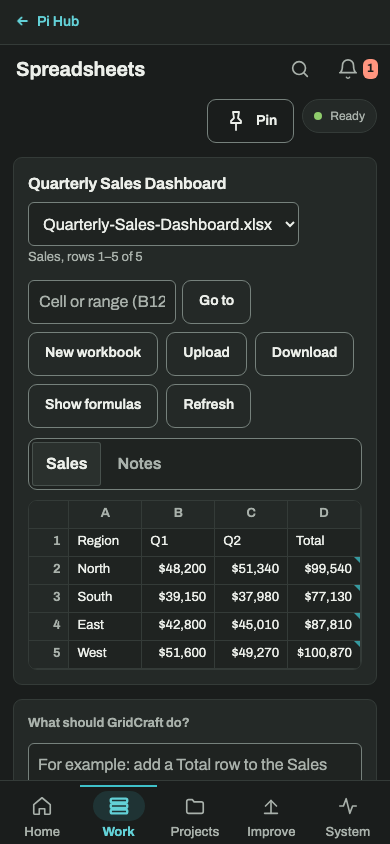 Pi Hub
Spreadsheets
1
Pin
Ready
Quarterly Sales Dashboard
Quarterly-Sales-Dashboard.xlsx
Sales, rows 1–5 of 5
Cell or range (B12
Go to
New workbook Upload Download
Show formulas Refresh
Sales Notes
A B C D
1 Region Q1 Q2 Total
2 North $48,200 $51,340 $99,540
3 South $39,150 $37,980 $77,130
4 East $42,800 $45,010 $87,810
5 West $51,600 $49,270 $100,870
What should GridCraft do?
For example: add a Total row to the Sales
Home Work Projects Improve System